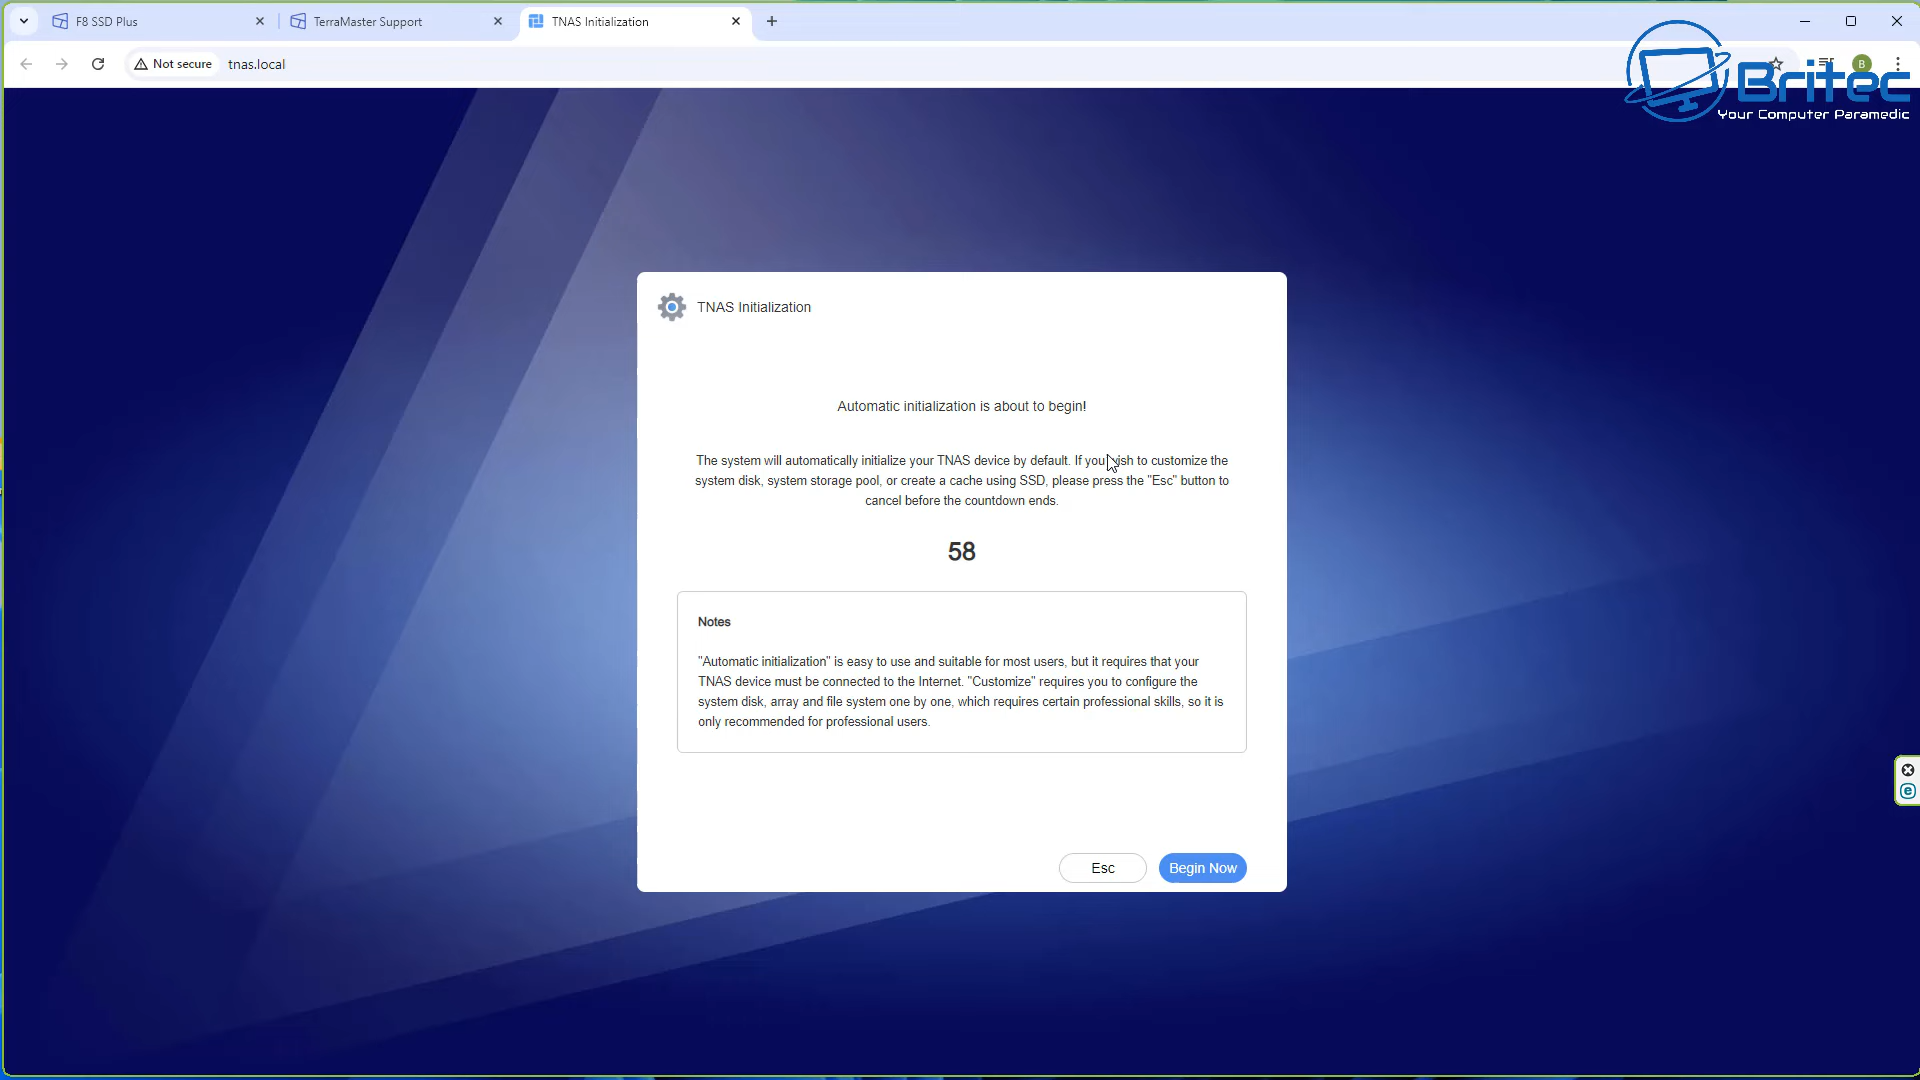 F8 SSD Plus
TerraMaster Support
TNAS Initialization
Not secure
tnas.local
B
Britec
Your Computer Paramedic
TNAS Initialization
Automatic initialization is about to begin!
The system will automatically initialize your TNAS device by default. If you wish to customize the
system disk, system storage pool, or create a cache using SSD, please press the "Esc" button to
cancel before the countdown ends.
58
Notes
"Automatic initialization" is easy to use and suitable for most users, but it requires that your
TNAS device must be connected to the Internet. "Customize" requires you to configure the
system disk, array and file system one by one, which requires certain professional skills, so it is
only recommended for professional users.
Esc
Begin Now